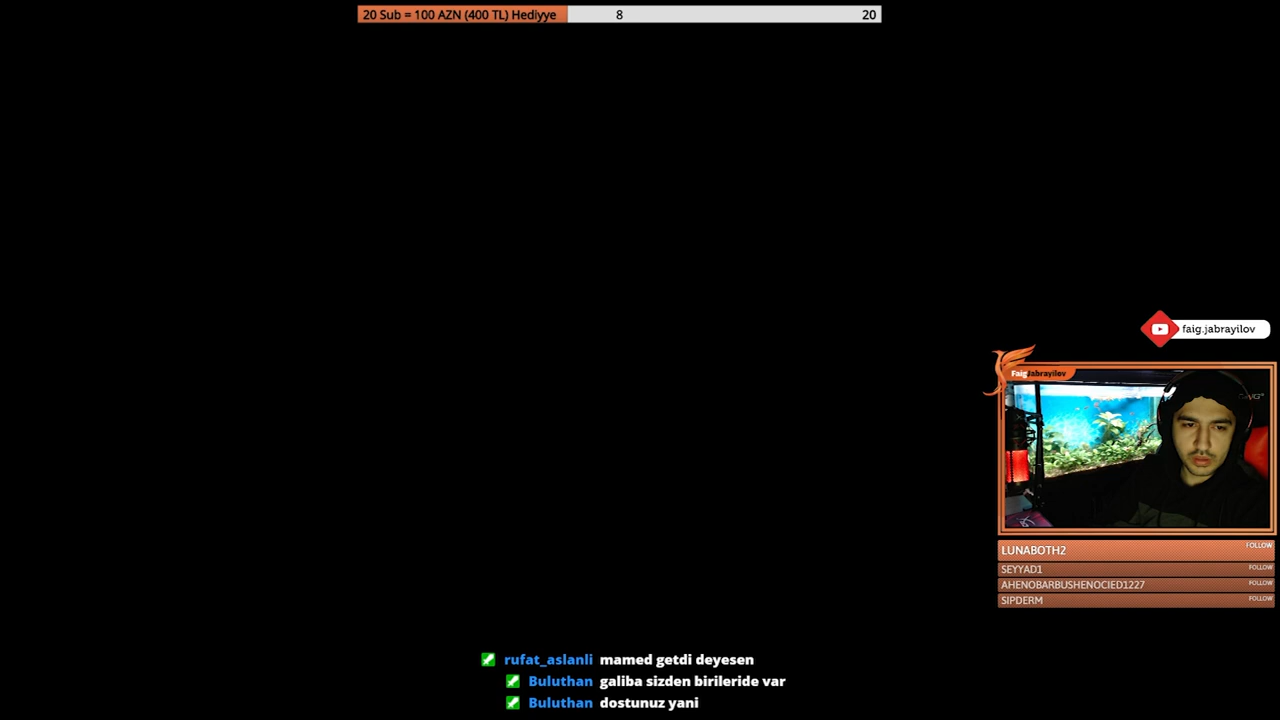 20 Sub = 100 AZN (400 TL) Hediyye 8 20
faig.jabrayilov
FaigJabrayilov
LUNABOTH2 FOLLOW
SEYYAD1 FOLLOW
AHENOBARBUSHENOCIED1227 FOLLOW
SIPDERM FOLLOW
rufat_aslanli mamed getdi deyesen
Buluthan galiba sizden birileride var
Buluthan dostunuz yani